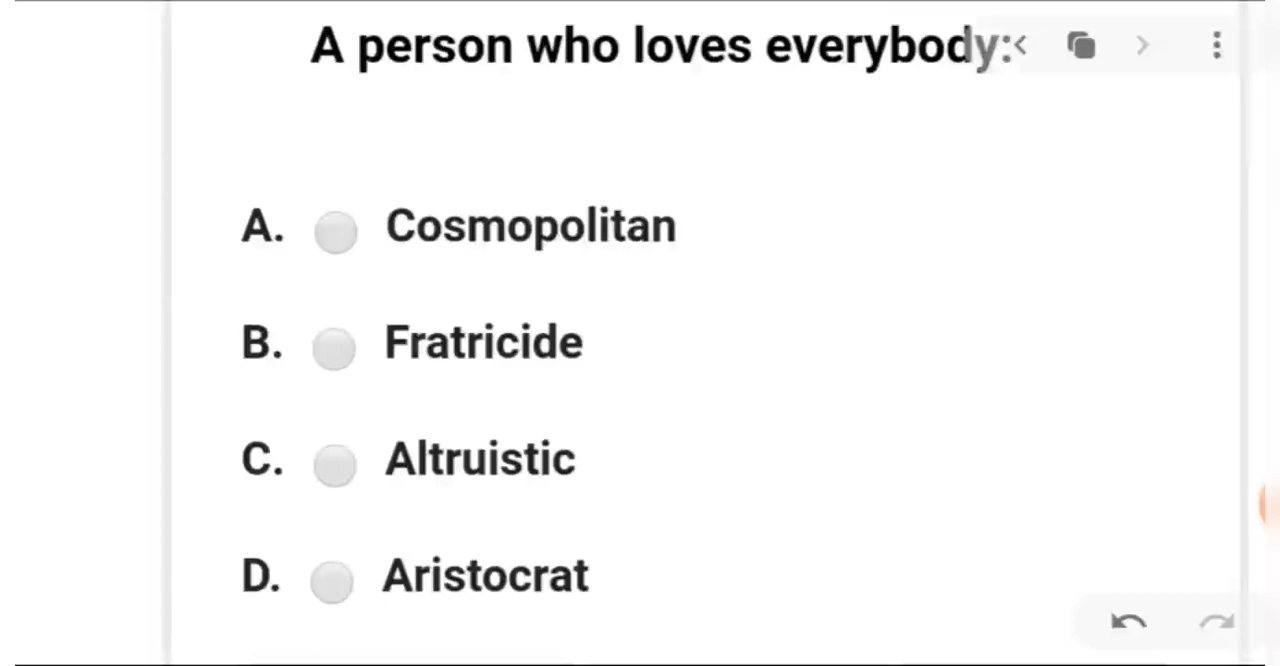 A person who loves everybody:
A. Cosmopolitan
B. Fratricide
C. Altruistic
D. Aristocrat